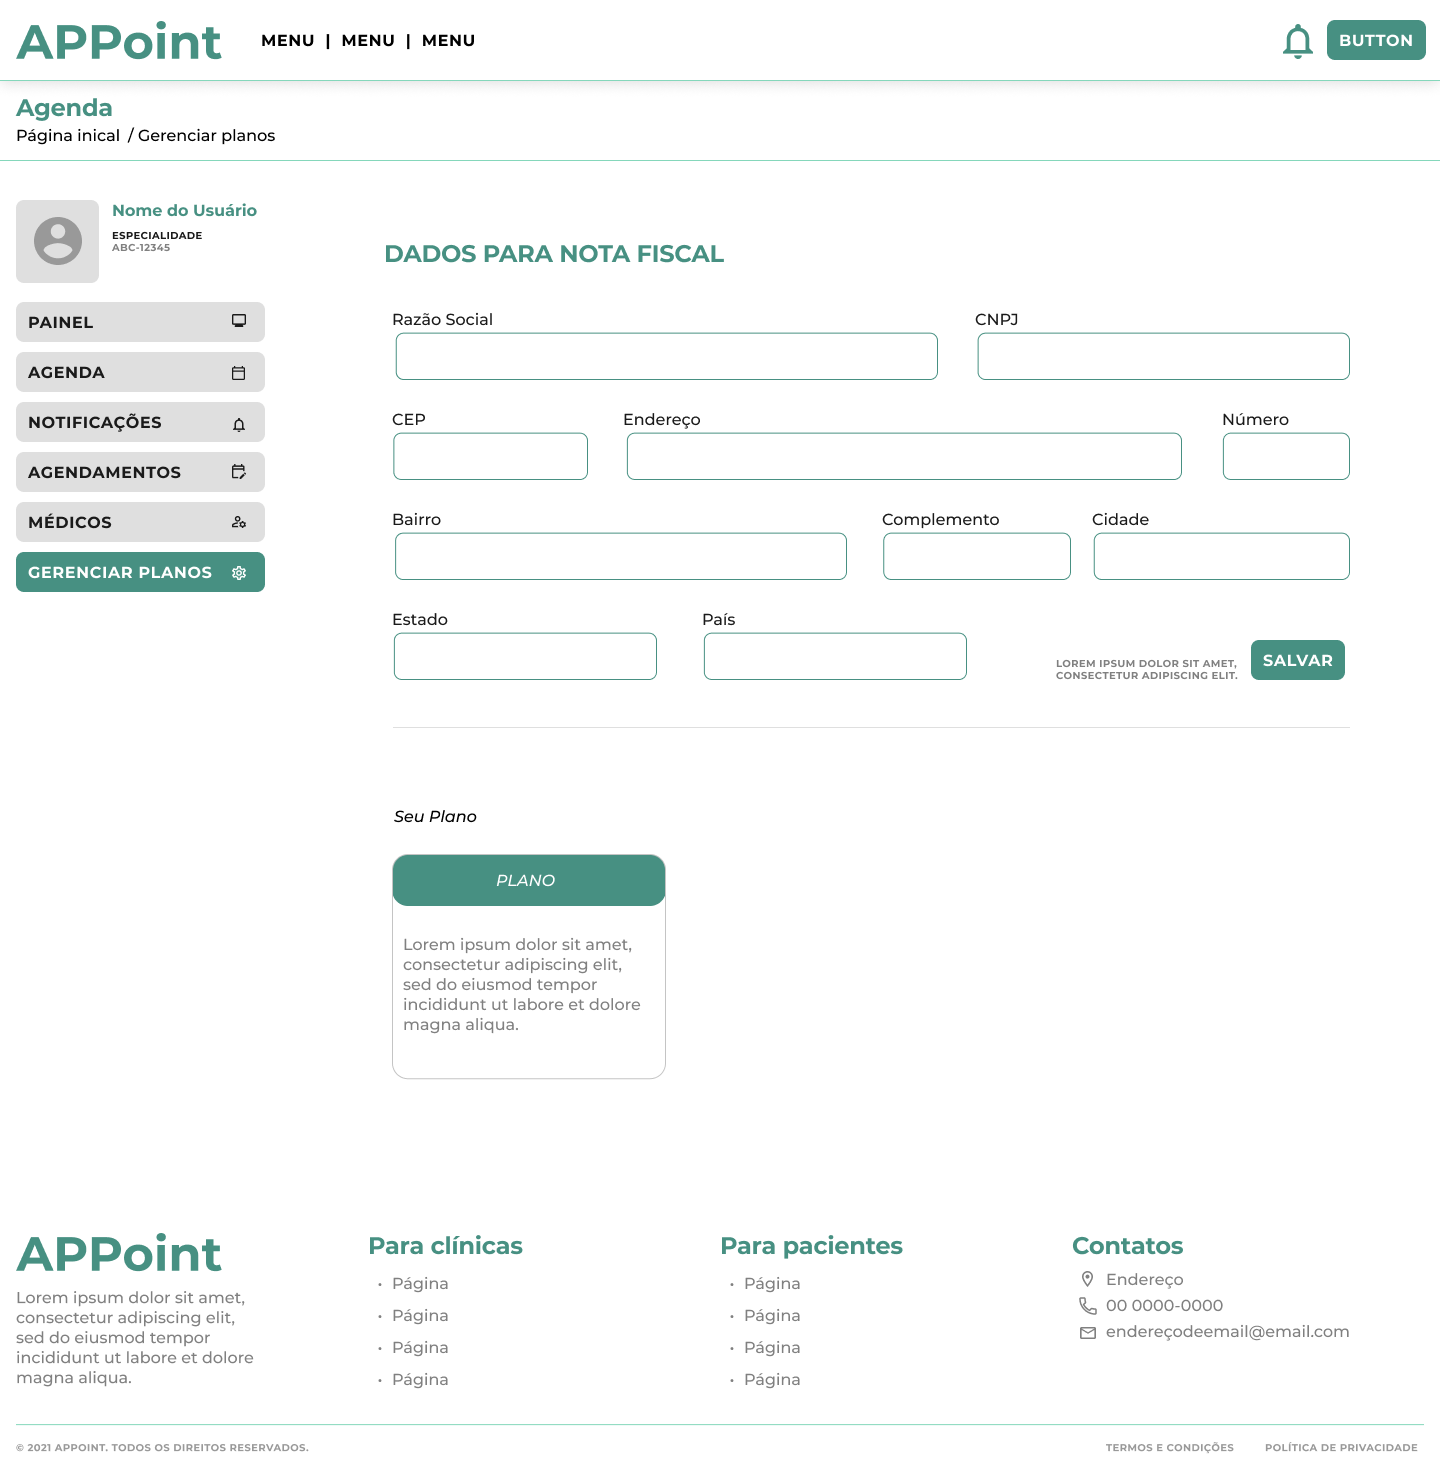 APPoint
MENU | MENU | MENU
BUTTON
Agenda
Página inical / Gerenciar planos
Nome do Usuário
ESPECIALIDADE
ABC-12345
PAINEL
AGENDA
NOTIFICAÇÕES
AGENDAMENTOS
MÉDICOS
GERENCIAR PLANOS
DADOS PARA NOTA FISCAL
Razão Social
CNPJ
CEP
Endereço
Número
Bairro
Complemento
Cidade
Estado
País
LOREM IPSUM DOLOR SIT AMET,
CONSECTETUR ADIPISCING ELIT.
SALVAR
Seu Plano
PLANO
Lorem ipsum dolor sit amet,
consectetur adipiscing elit,
sed do eiusmod tempor
incididunt ut labore et dolore
magna aliqua.
APPoint
Lorem ipsum dolor sit amet,
consectetur adipiscing elit,
sed do eiusmod tempor
incididunt ut labore et dolore
magna aliqua.
Para clínicas
• Página
• Página
• Página
• Página
Para pacientes
• Página
• Página
• Página
• Página
Contatos
Endereço
00 0000-0000
endereçodeemail@email.com
© 2021 APPOINT. TODOS OS DIREITOS RESERVADOS.
TERMOS E CONDIÇÕES
POLÍTICA DE PRIVACIDADE